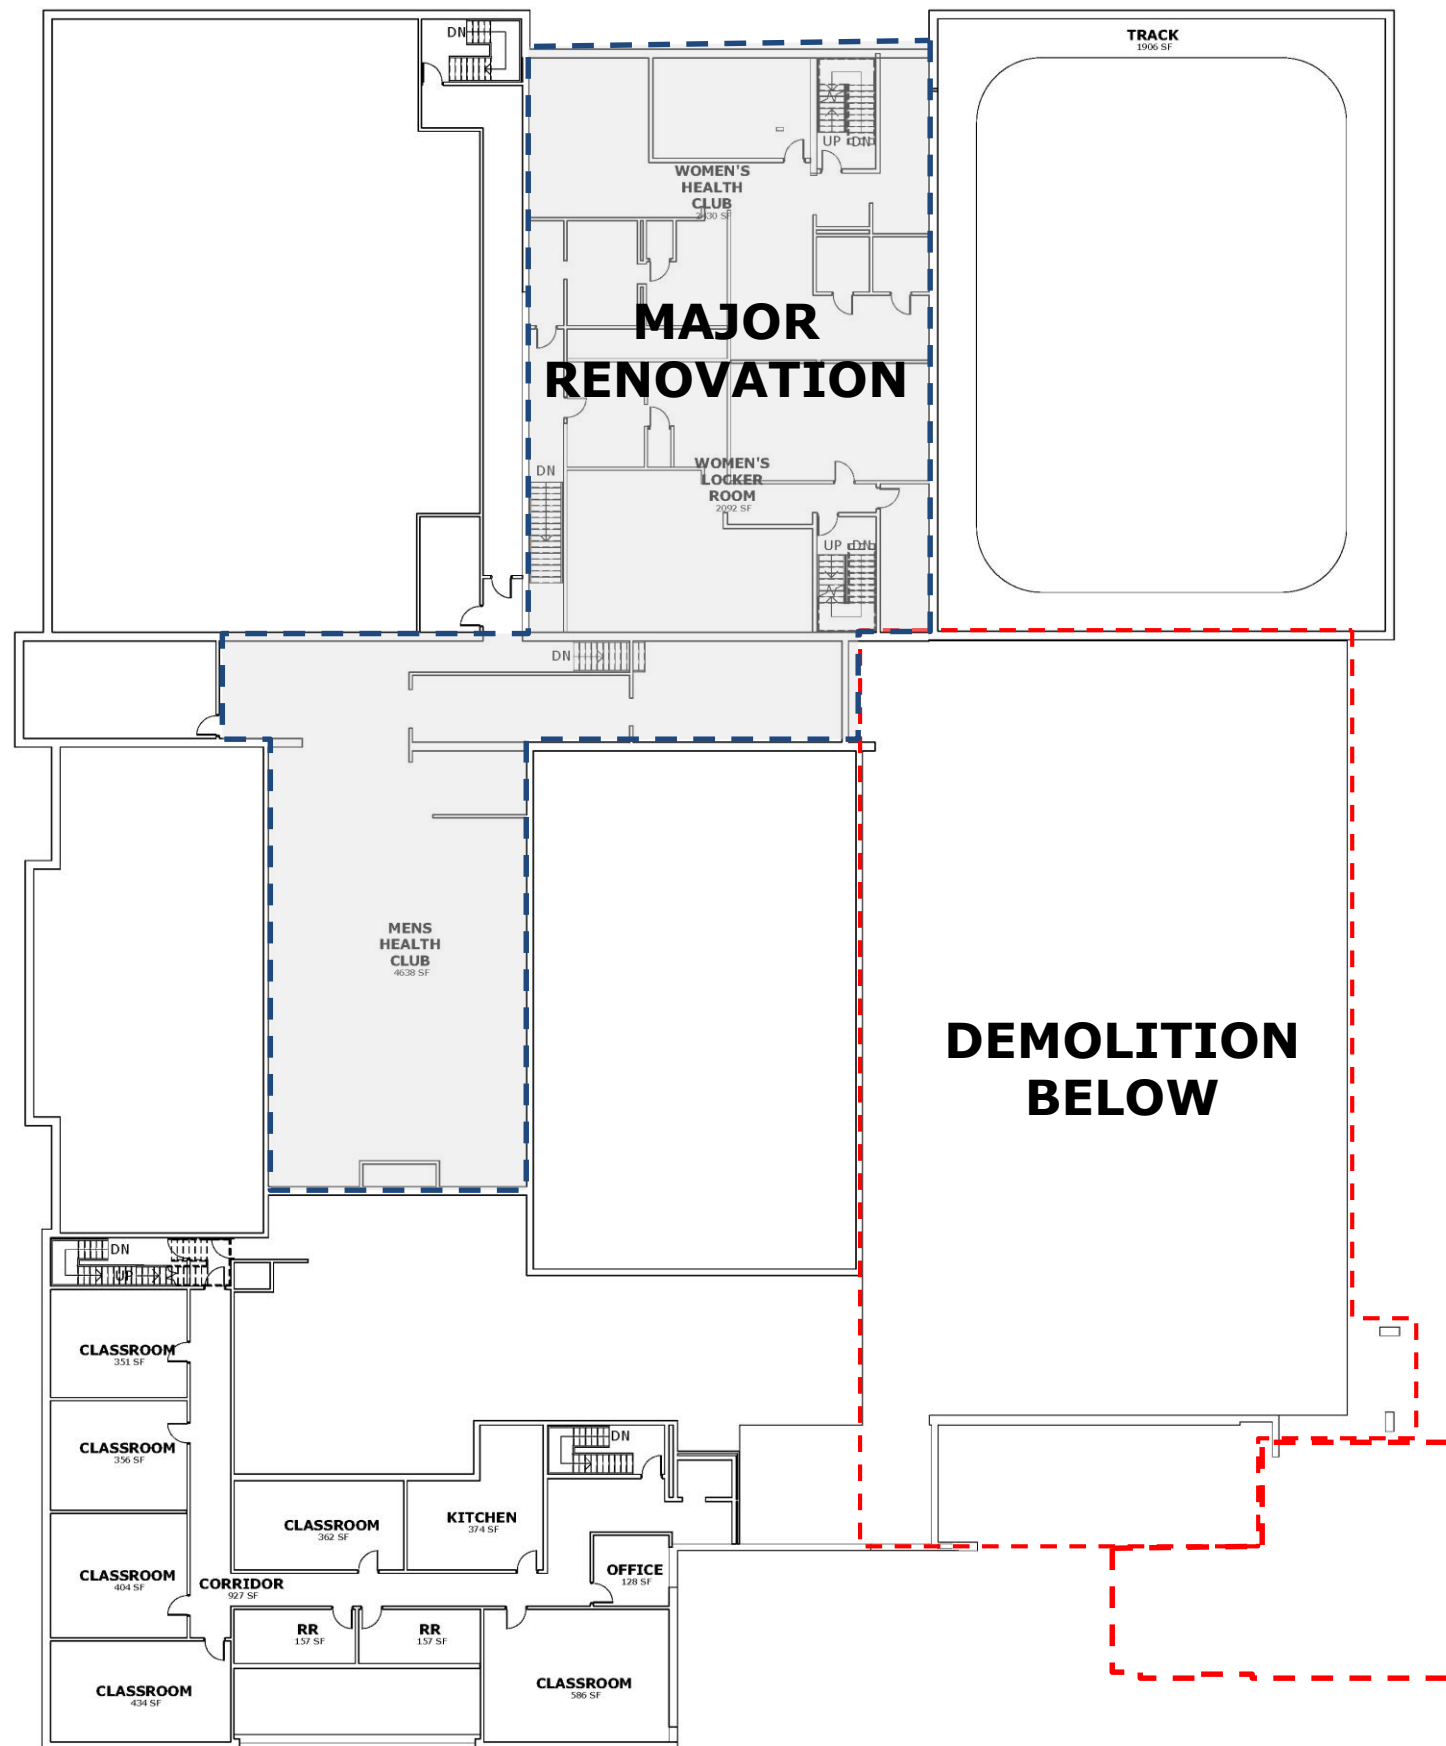 DN
TRACK
1906 SF
UP DN
WOMEN'S
HEALTH
CLUB
MAJOR
RENOVATION
DN
WOMEN'S
LOCKER
ROOM
2092 SF
UP DN
DN
MENS
HEALTH
CLUB
4638 SF
DEMOLITION
BELOW
DN
UP
CLASSROOM
351 SF
CLASSROOM
356 SF
DN
CLASSROOM
362 SF
KITCHEN
374 SF
CLASSROOM
404 SF
CORRIDOR
927 SF
OFFICE
128 SF
RR
157 SF
RR
157 SF
CLASSROOM
434 SF
CLASSROOM
586 SF